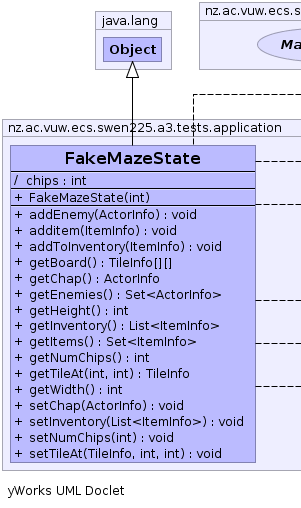 java.lang
nz.ac.vuw.ecs.s
Object
Ma
nz.ac.vuw.ecs.swen225.a3.tests.application
FakeMazeState
/ chips : int
+ FakeMazeState(int)
+ addEnemy(ActorInfo) : void
+ addItem(ItemInfo) : void
+ addToInventory(ItemInfo) : void
+ getBoard() : TileInfo[][]
+ getChap() : ActorInfo
+ getEnemies() : Set<ActorInfo>
+ getHeight() : int
+ getInventory() : List<ItemInfo>
+ getItems() : Set<ItemInfo>
+ getNumChips() : int
+ getTileAt(int, int) : TileInfo
+ getWidth() : int
+ setChap(ActorInfo) : void
+ setInventory(List<ItemInfo>) : void
+ setNumChips(int) : void
+ setTileAt(TileInfo, int, int) : void
yWorks UML Doclet